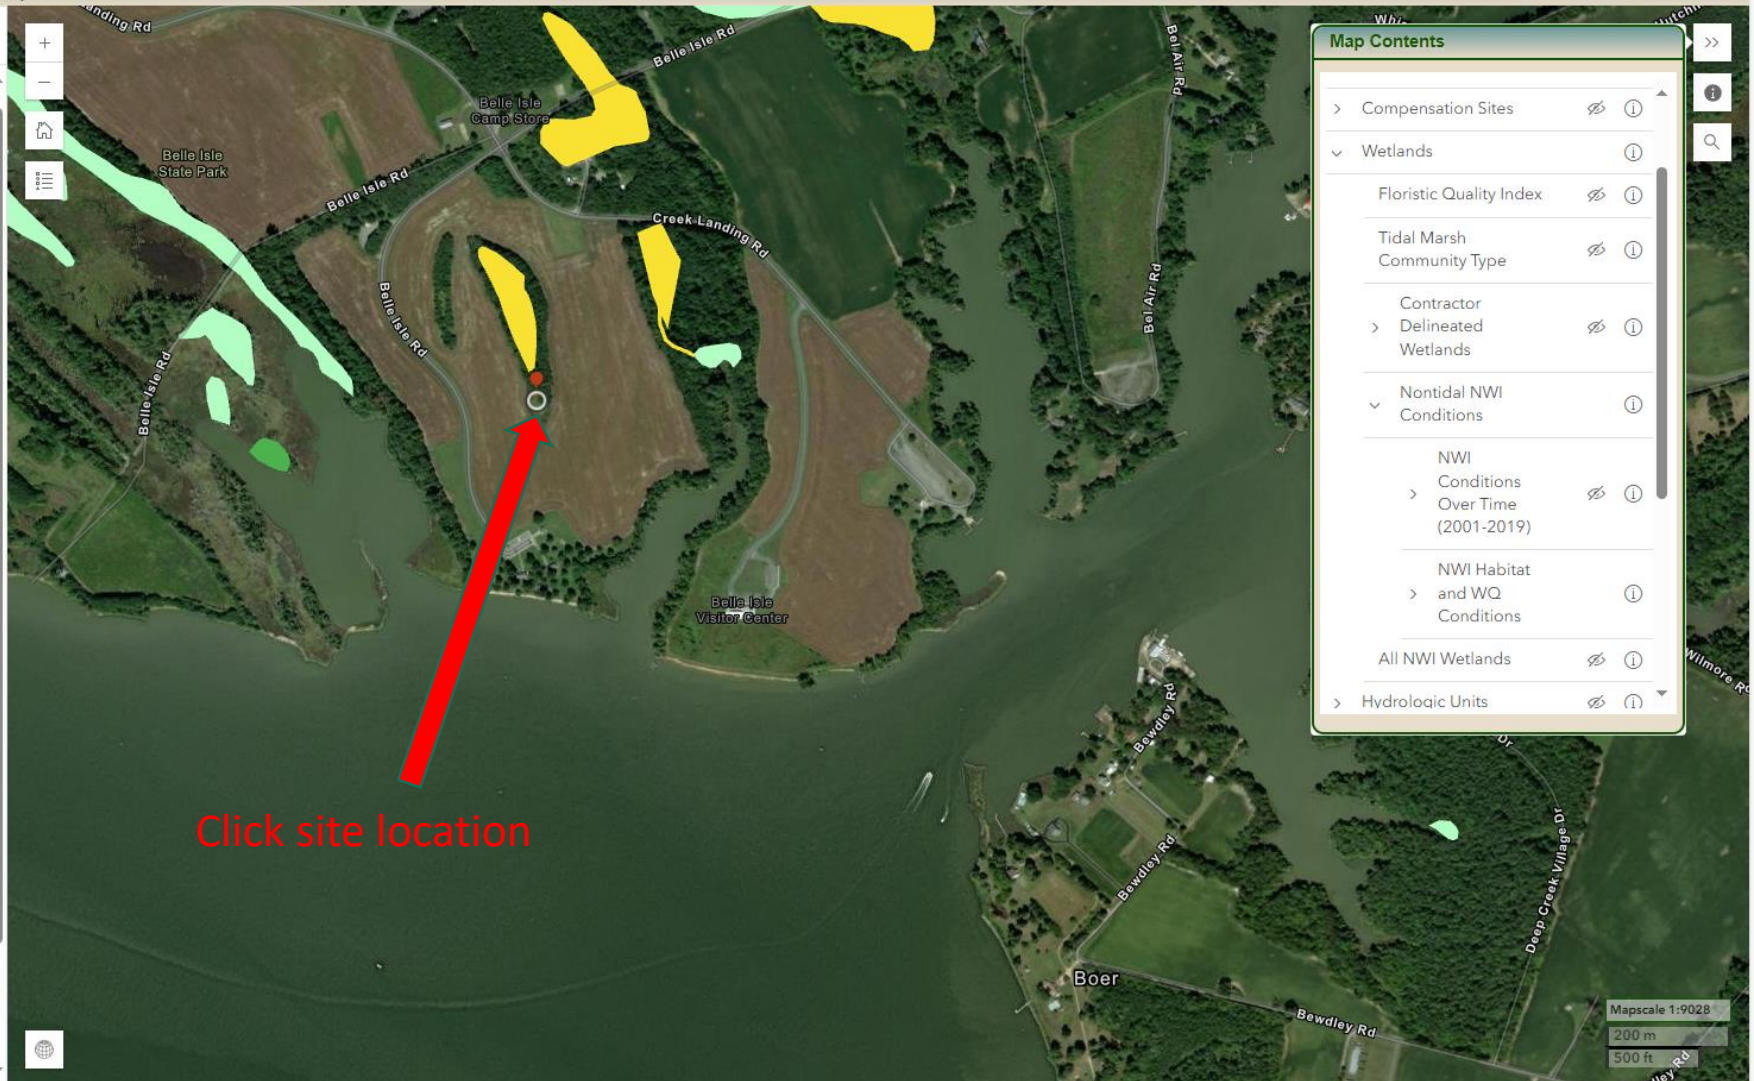 anding Rd
Belle Isle Rd
Bel Air Rd
Belle Isle
Camp Store
Belle Isle
State Park
Belle Isle Rd
Creek Landing Rd
Belle Isle Rd
Bel Air Rd
Belle Isle Rd
Belle Isle
Visitor Center
Click site location
Bewdley Rd
Bewdley Rd
Boer
Bewdley Rd
Deep Creek Village Dr
Dr
Wilmore
Map Contents
Compensation Sites
Wetlands
Floristic Quality Index
Tidal Marsh
Community Type
Contractor
Delineated
Wetlands
Nontidal NWI
Conditions
NWI
Conditions
Over Time
(2001-2019)
NWI Habitat
and WQ
Conditions
All NWI Wetlands
Hydrologic Units
Mapscale 1:9028
200 m
500 ft